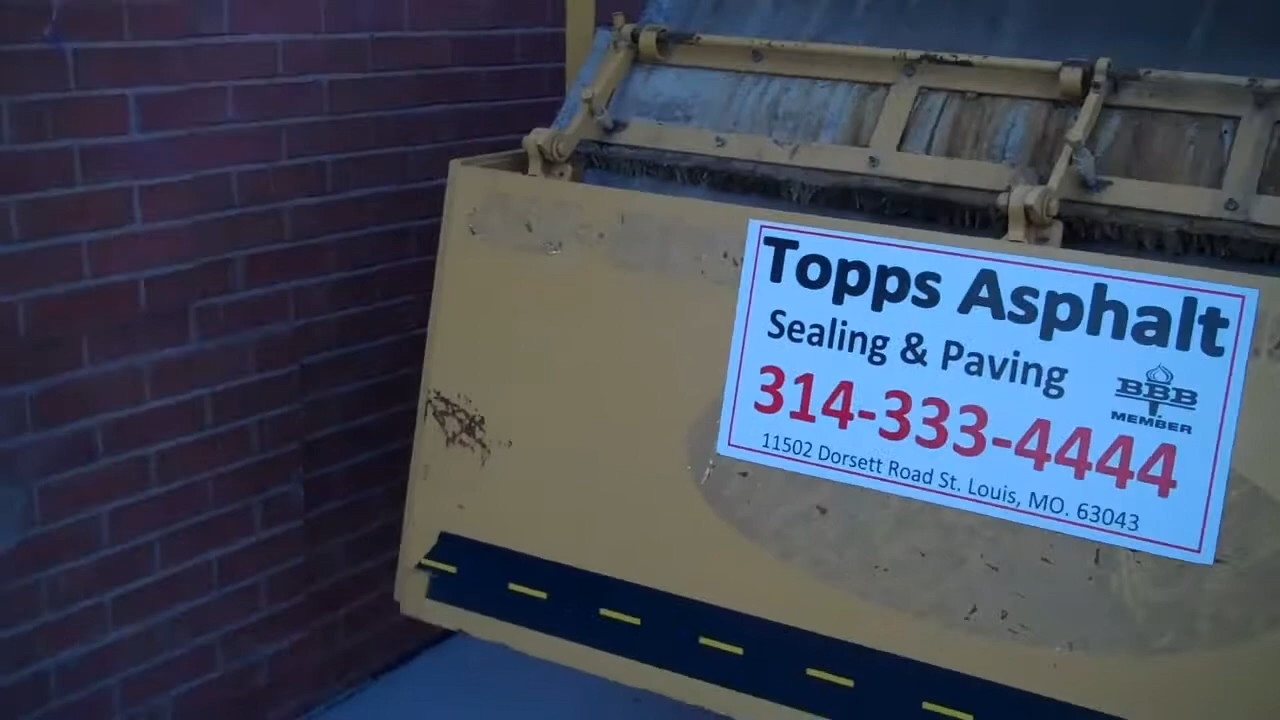 Topps Asphalt
Sealing & Paving
314-333-4444
BBB
MEMBER
11502 Dorsett Road St. Louis, MO. 63043